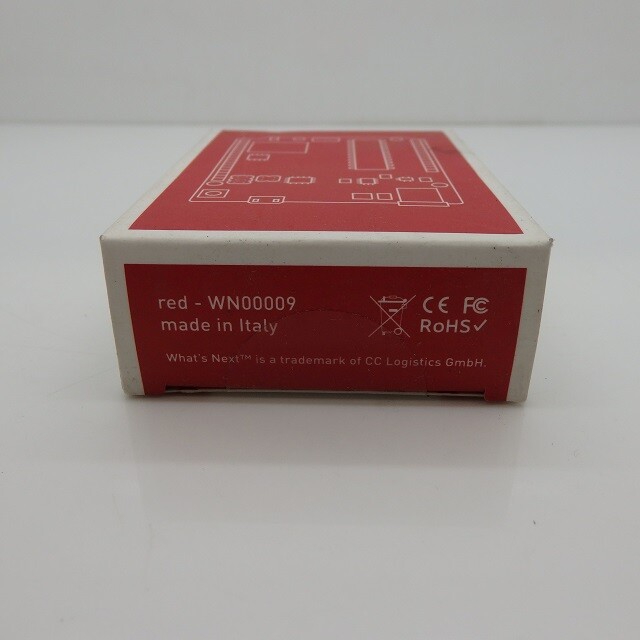 red - WN00009
made in Italy
CE FC
RoHS✓
What's Next™ is a trademark of CC Logistics GmbH.